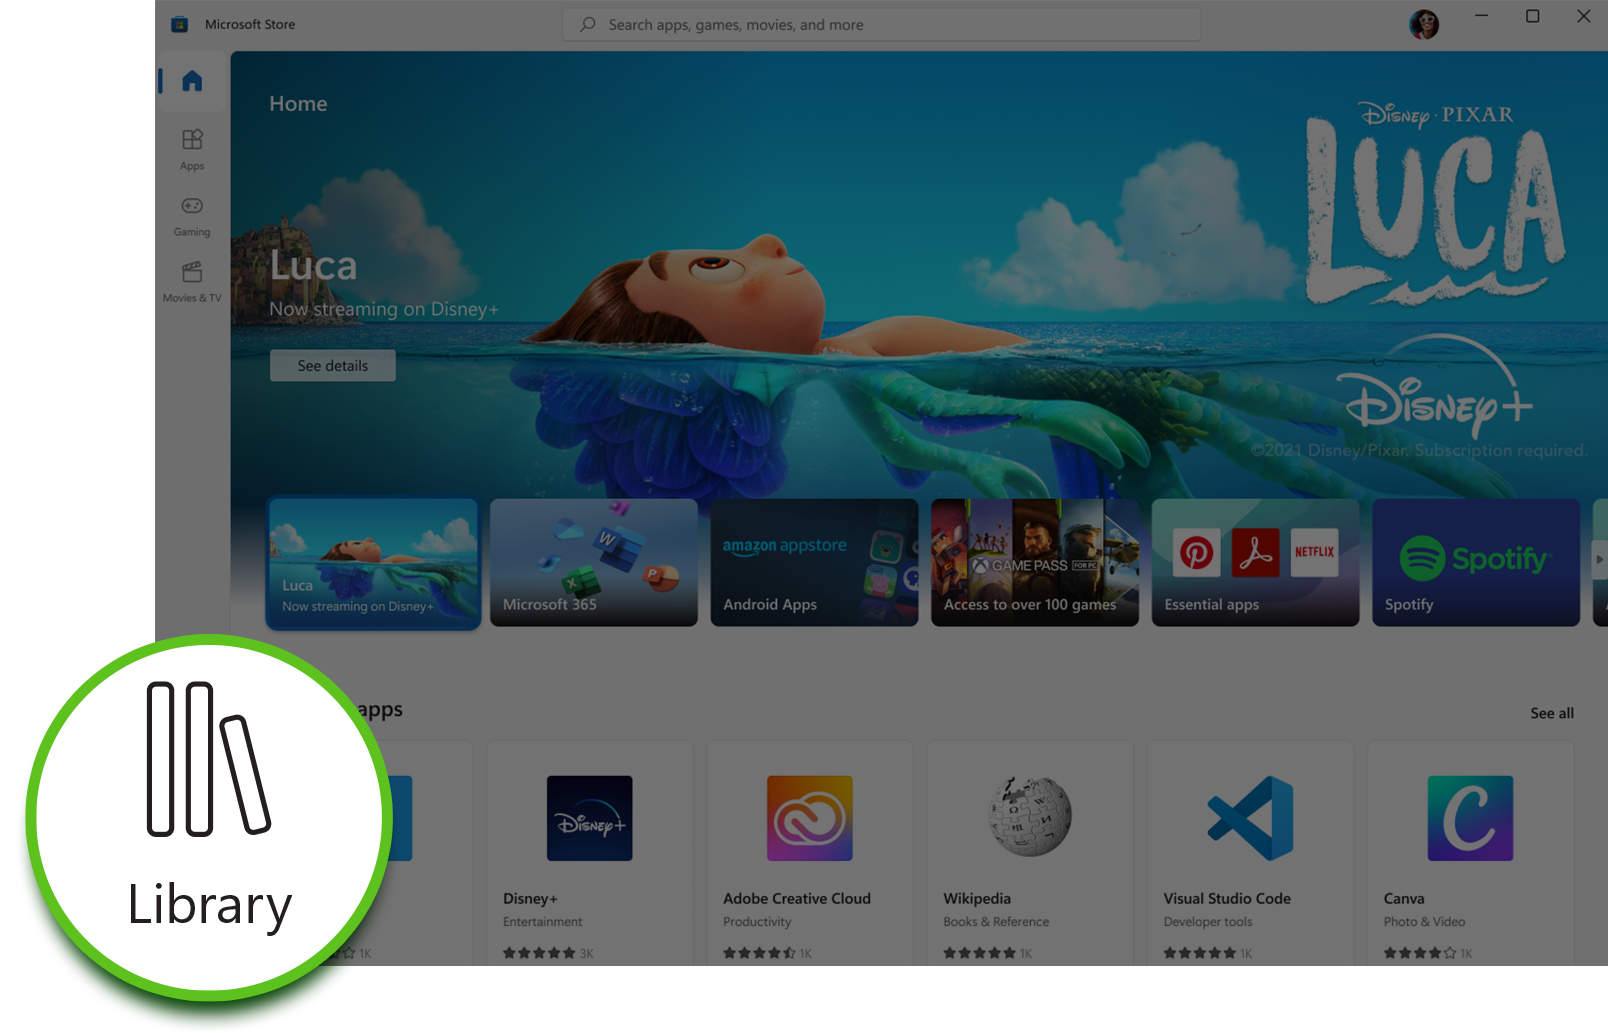 Microsoft Store
Search apps, games, movies, and more
Home
Apps
Gaming
Movies & TV
Disney · PIXAR
LUCA
Luca
Now streaming on Disney+
See details
Disney+
©2021 Disney/Pixar. Subscription required.
Luca
Now streaming on Disney+
W
X
P
Microsoft 365
amazon appstore
Android Apps
GAME PASS FOR PC
Access to over 100 games
NETFLIX
Essential apps
Spotify
Spotify
apps
See all
Library
1K
Disney+
Disney+
Entertainment
3K
Adobe Creative Cloud
Productivity
1K
W
Wikipedia
Books & Reference
1K
Visual Studio Code
Developer tools
1K
C
Canva
Photo & Video
1K